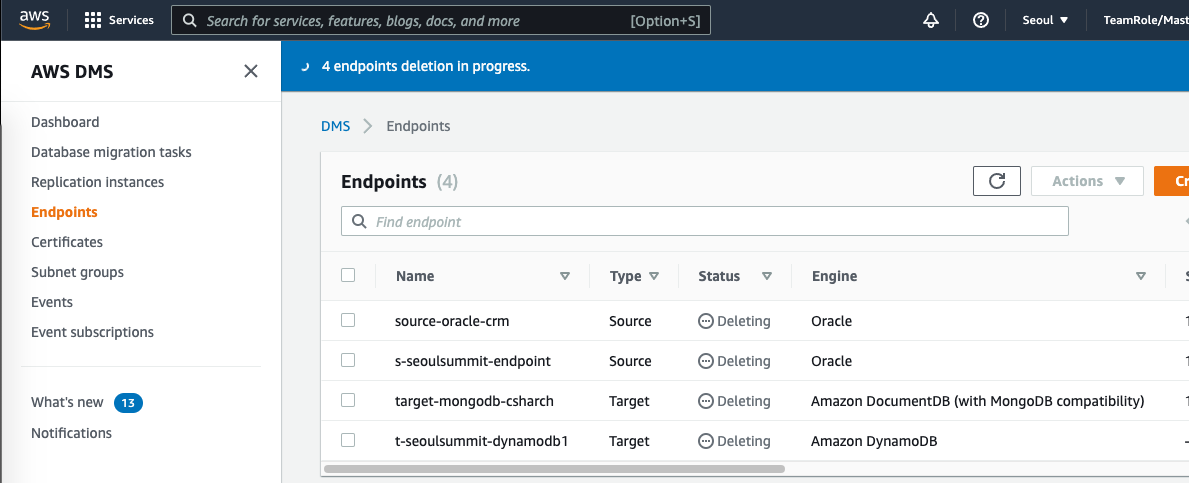 aws Services Search for services, features, blogs, docs, and more [Option+S] Seoul ▼ TeamRole/Mast
AWS DMS
4 endpoints deletion in progress.
Dashboard
Database migration tasks
Replication instances
Endpoints
Certificates
Subnet groups
Events
Event subscriptions
What's new 13
Notifications
DMS > Endpoints
Endpoints (4) Actions ▼ Cr
Find endpoint
Name Type Status Engine
source-oracle-crm Source Deleting Oracle
s-seoulsummit-endpoint Source Deleting Oracle
target-mongodb-csharch Target Deleting Amazon DocumentDB (with MongoDB compatibility)
t-seoulsummit-dynamodb1 Target Deleting Amazon DynamoDB